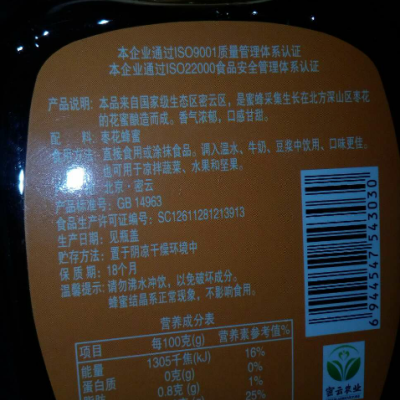 本企业通过ISO9001质量管理体系认证
本企业通过ISO22000食品安全管理体系认证
产品说明：本品来自国家级生态区密云区，是蜜蜂采集生长在北方深山区枣花
的花蜜酿造而成。香气浓郁，口感甘甜。
配 料：枣花蜂蜜
食用方法：直接食用或涂抹食品。调入温水、牛奶、豆浆中饮用，口味更佳。
也可用于凉拌蔬菜、水果和坚果。
北京·密云
产品标准号：GB 14963
食品生产许可证编号：SC12611281213913
生产日期：见瓶盖
贮存方法：置于阴凉干燥环境中
保 质 期：18个月
温馨提示：请勿沸水冲饮，以免破坏成分。
蜂蜜结晶系正常现象，不影响食用。
6944547543030
营养成分表
项目 每100克(g) 营养素参考值%
能量 1305千焦(kJ) 16%
蛋白质 0克(g) 0%
脂肪 0.8克(g) 1%
25%
密云农业